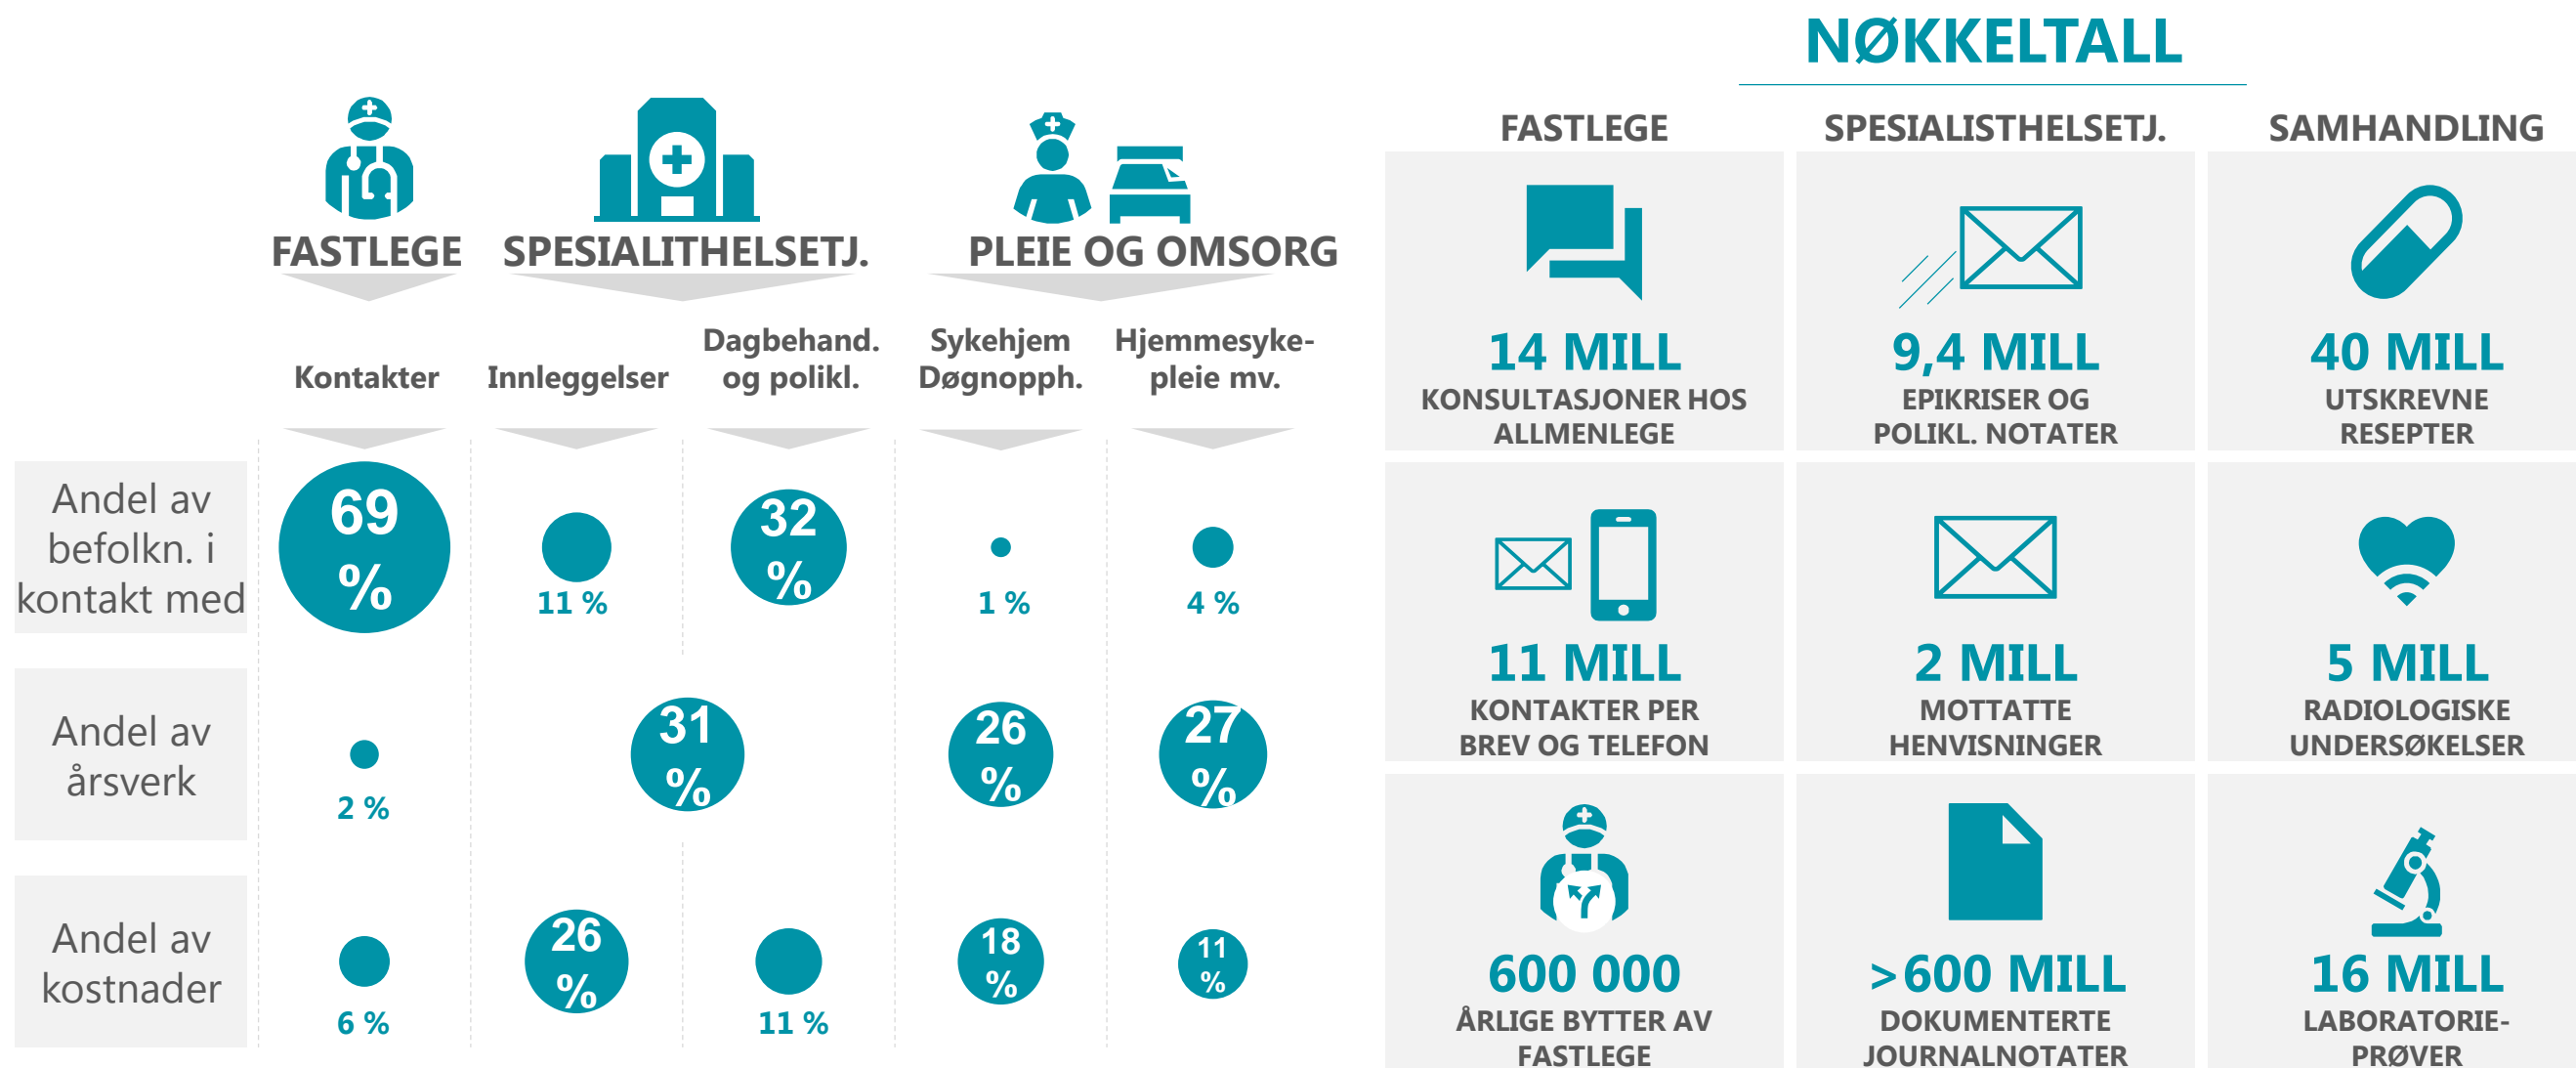 FASTLEGE
SPESIALITHELSETJ.
PLEIE OG OMSORG
Kontakter
Innleggelser
Dagbehand.
og polikl.
Sykehjem
Døgnopph.
Hjemmesyke-
pleie mv.
Andel av
befolkn. i
kontakt med
69
%
11 %
32
%
1 %
4 %
Andel av
årsverk
2 %
31
%
26
%
27
%
Andel av
kostnader
6 %
26
%
11 %
18
%
11
%
NØKKELTALL
FASTLEGE
SPESIALISTHELSETJ.
SAMHANDLING
14 MILL
KONSULTASJONER HOS
ALLMENLEGE
9,4 MILL
EPIKRISER OG
POLIKL. NOTATER
40 MILL
UTSKREVNE
RESEPTER
11 MILL
KONTAKTER PER
BREV OG TELEFON
2 MILL
MOTTATTE
HENVISNINGER
5 MILL
RADIOLOGISKE
UNDERSØKELSER
600 000
ÅRLIGE BYTTER AV
FASTLEGE
>600 MILL
DOKUMENTERTE
JOURNALNOTATER
16 MILL
LABORATORIE-
PRØVER